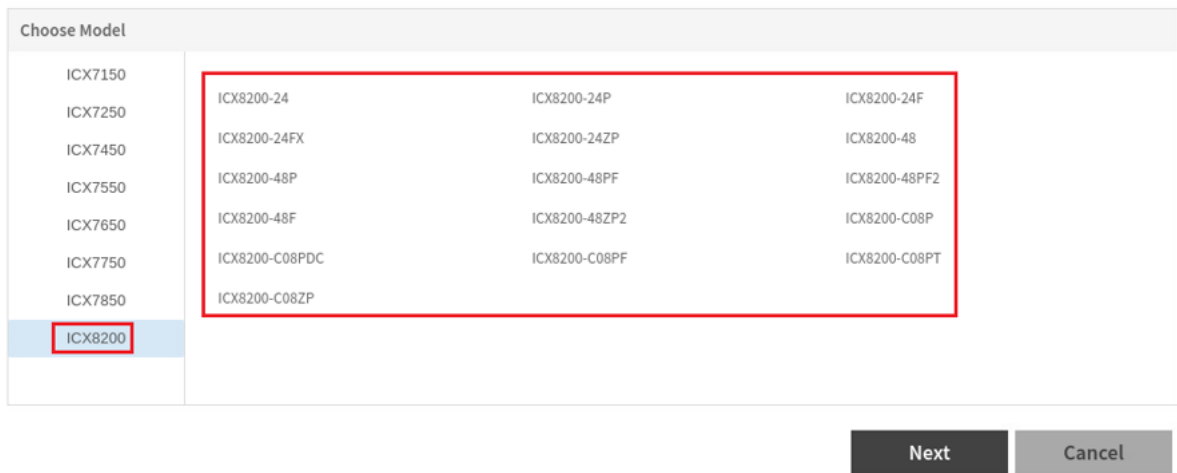 Choose Model
ICX7150
ICX7250
ICX7450
ICX7550
ICX7650
ICX7750
ICX7850
ICX8200
ICX8200-24 ICX8200-24P ICX8200-24F
ICX8200-24FX ICX8200-24ZP ICX8200-48
ICX8200-48P ICX8200-48PF ICX8200-48PF2
ICX8200-48F ICX8200-48ZP2 ICX8200-C08P
ICX8200-C08PDC ICX8200-C08PF ICX8200-C08PT
ICX8200-C08ZP
Next Cancel